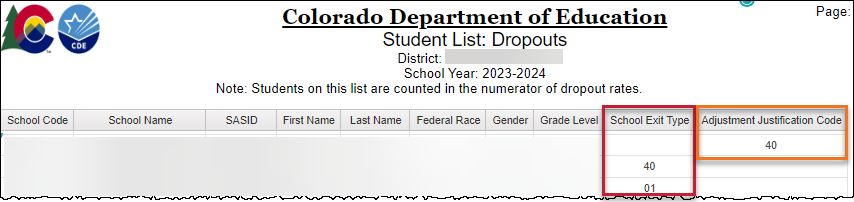 Colorado Department of Education
Page:
Student List: Dropouts
District:
School Year: 2023-2024
Note: Students on this list are counted in the numerator of dropout rates.
CDE
School Code School Name SASID First Name Last Name Federal Race Gender Grade Level School Exit Type Adjustment Justification Code
40
40
01